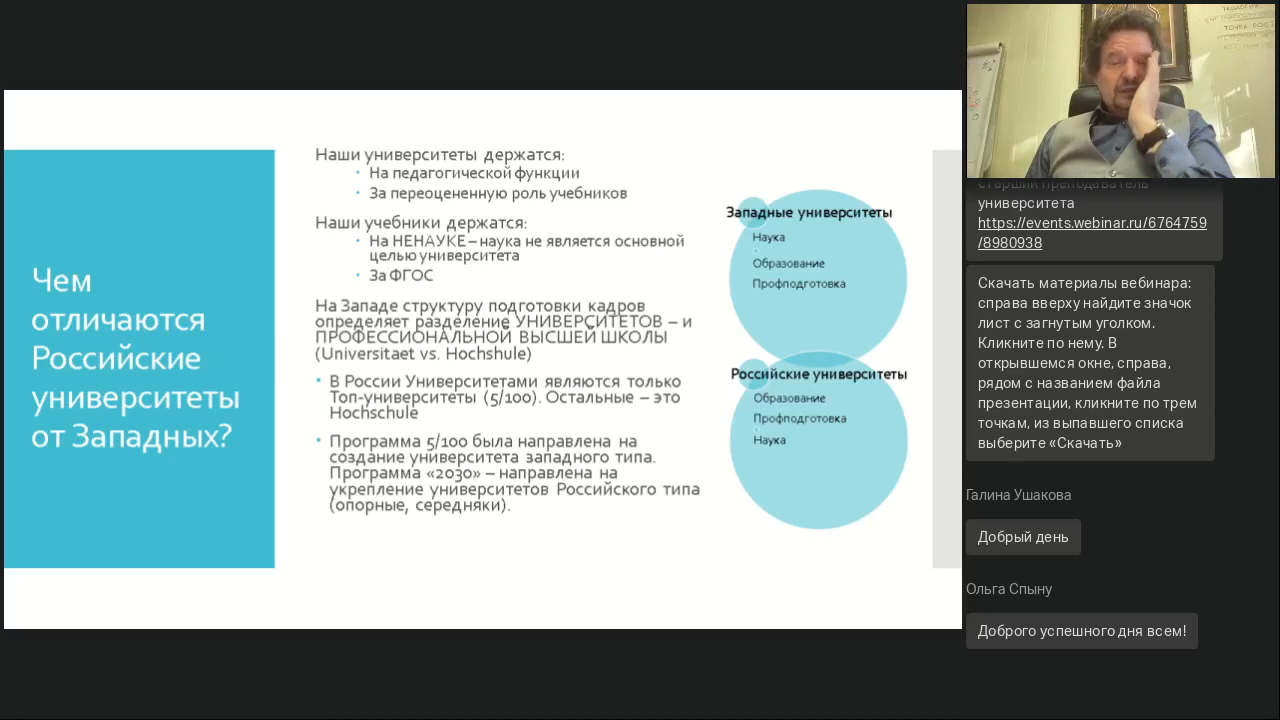 Чем
отличаются
Российские
университеты
от Западных?
Наши университеты держатся:
• На педагогической функции
• За переоцененную роль учебников
Наши учебники держатся:
• На НЕНАУКЕ – наука не является основной
целью университета
• За ФГОС
На Западе структуру подготовки кадров
определяет разделение УНИВЕРСИТЕТОВ – и
ПРОФЕССИОНАЛЬНОЙ ВЫСШЕЙ ШКОЛЫ
(Universitaet vs. Hochshule)
• В России Университетами являются только
Топ-университеты (5/100). Остальные – это
Hochschule
• Программа 5/100 была направлена на
создание университета западного типа.
Программа «2030» – направлена на
укрепление университетов Российского типа
(опорные, середняки).
Западные университеты
Наука
Образование
Профподготовка
Российские университеты
Образование
Профподготовка
Наука
старший преподаватель
университета
https://events.webinar.ru/6764759
/8980938
Скачать материалы вебинара:
справа вверху найдите значок
лист с загнутым уголком.
Кликните по нему. В
открывшемся окне, справа,
рядом с названием файла
презентации, кликните по трем
точкам, из выпавшего списка
выберите «Скачать»
Галина Ушакова
Добрый день
Ольга Спыну
Доброго успешного дня всем!